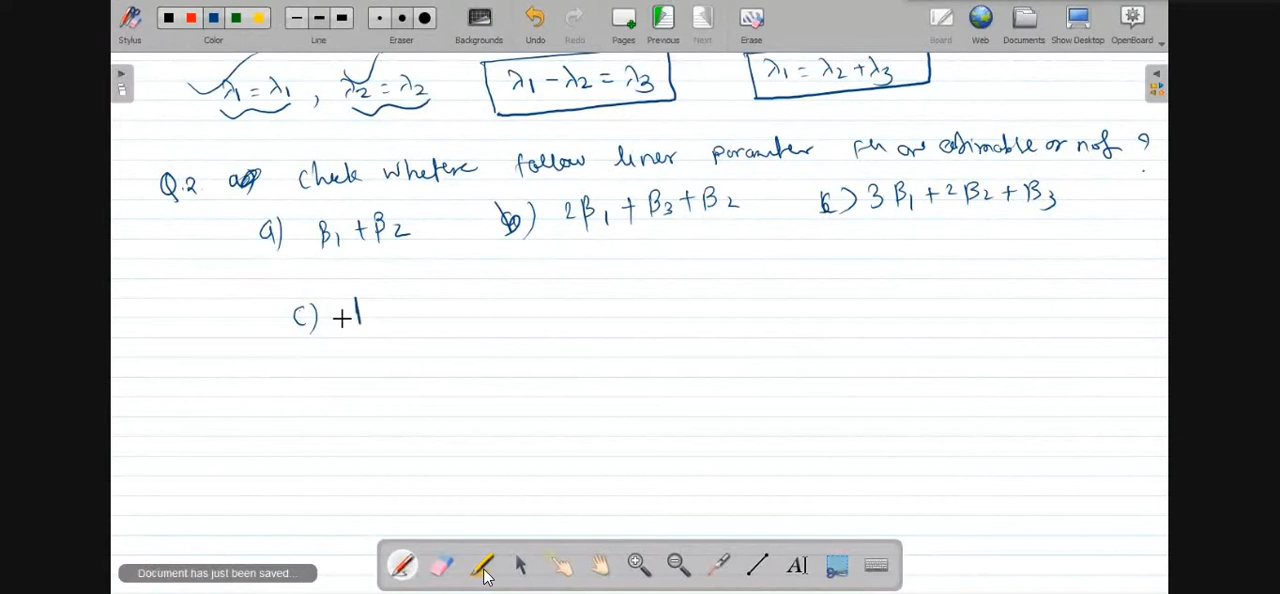 Stylus Color Line Eraser Backgrounds Undo Redo Pages Previous Next Erase Board Web Documents Show Desktop OpenBoard
λ1 = λ1 , λ2 = λ2 λ1 - λ2 = λ3 λ1 = λ2 + λ3
Q.2. Check whetere follow liner parameter are estimable or not ?
a) β1 + β2 b) 2β1 + β3 + β2 c) 3β1 + 2β2 + β3
C) +
Document has just been saved...